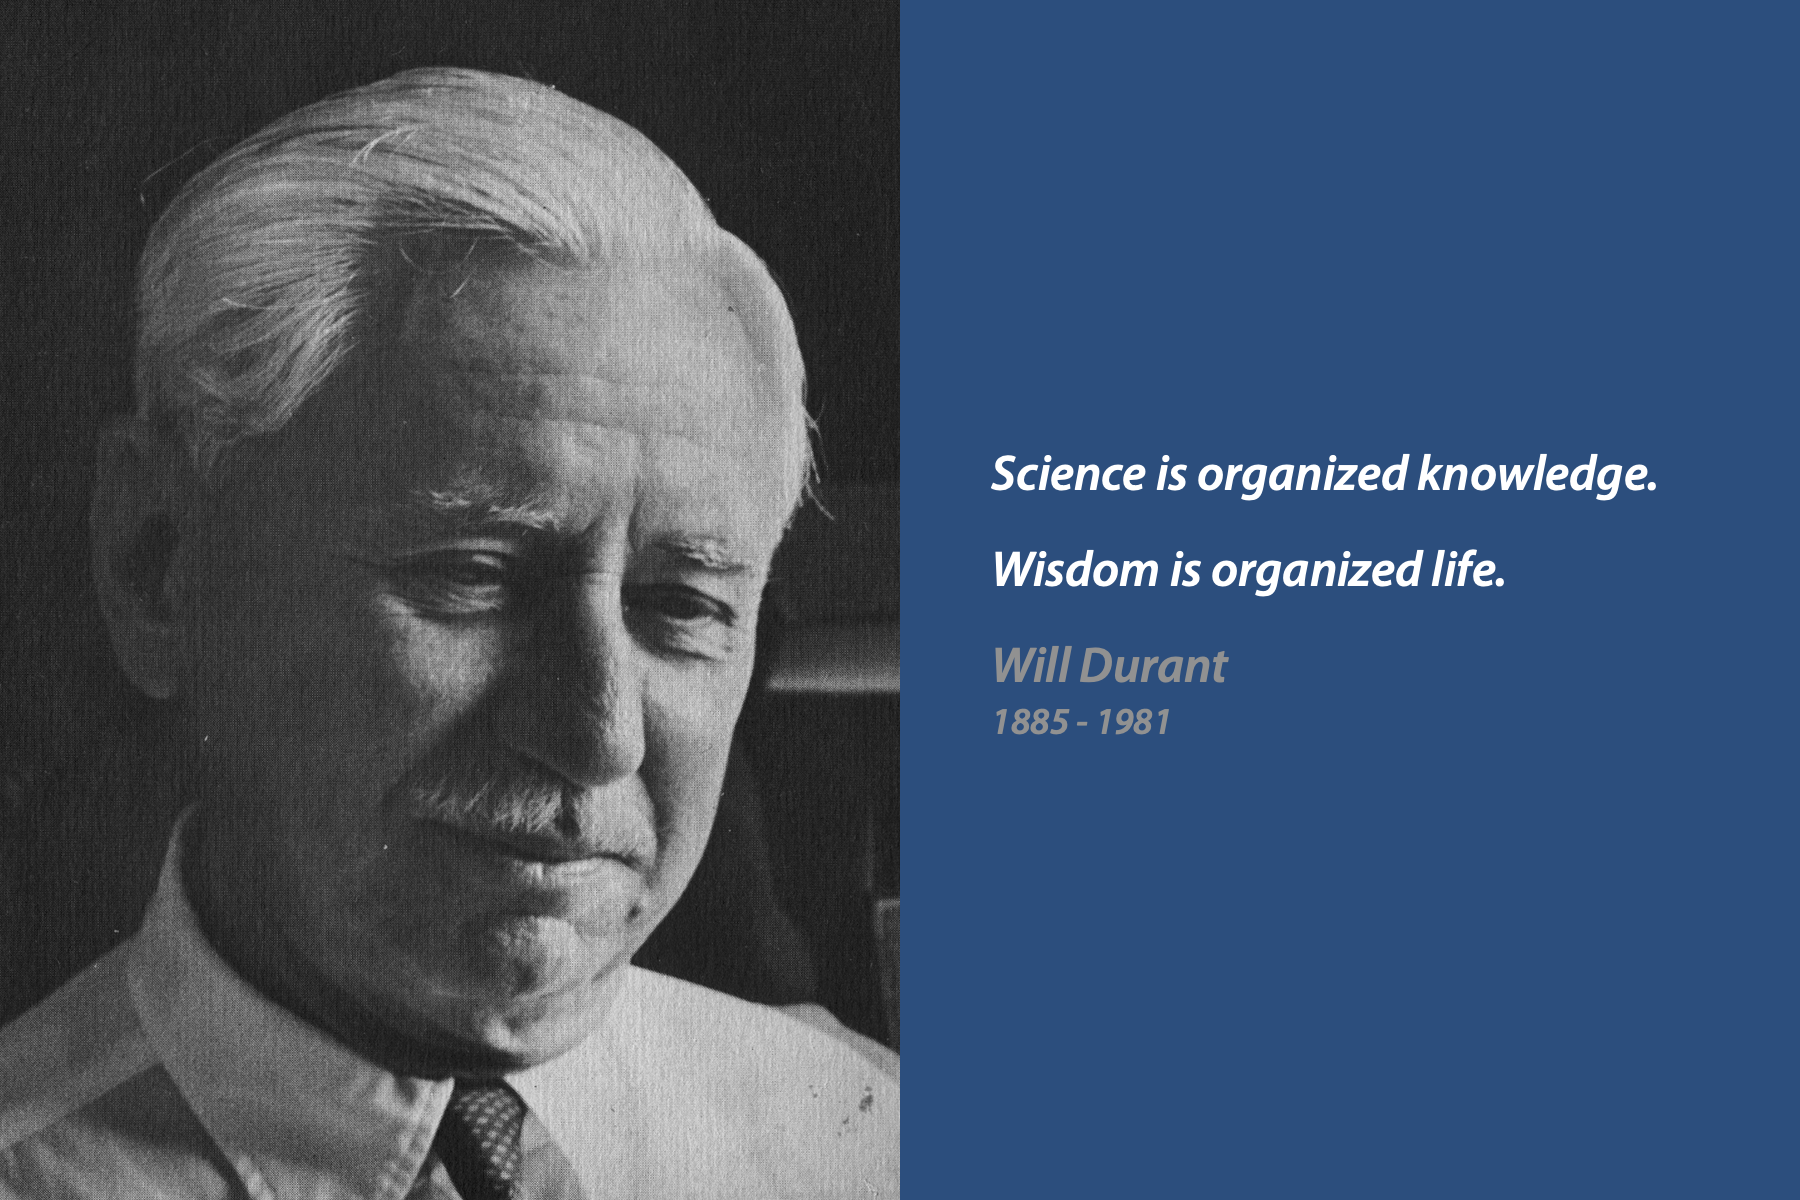 Science is organized knowledge.
Wisdom is organized life.
Will Durant
1885 - 1981